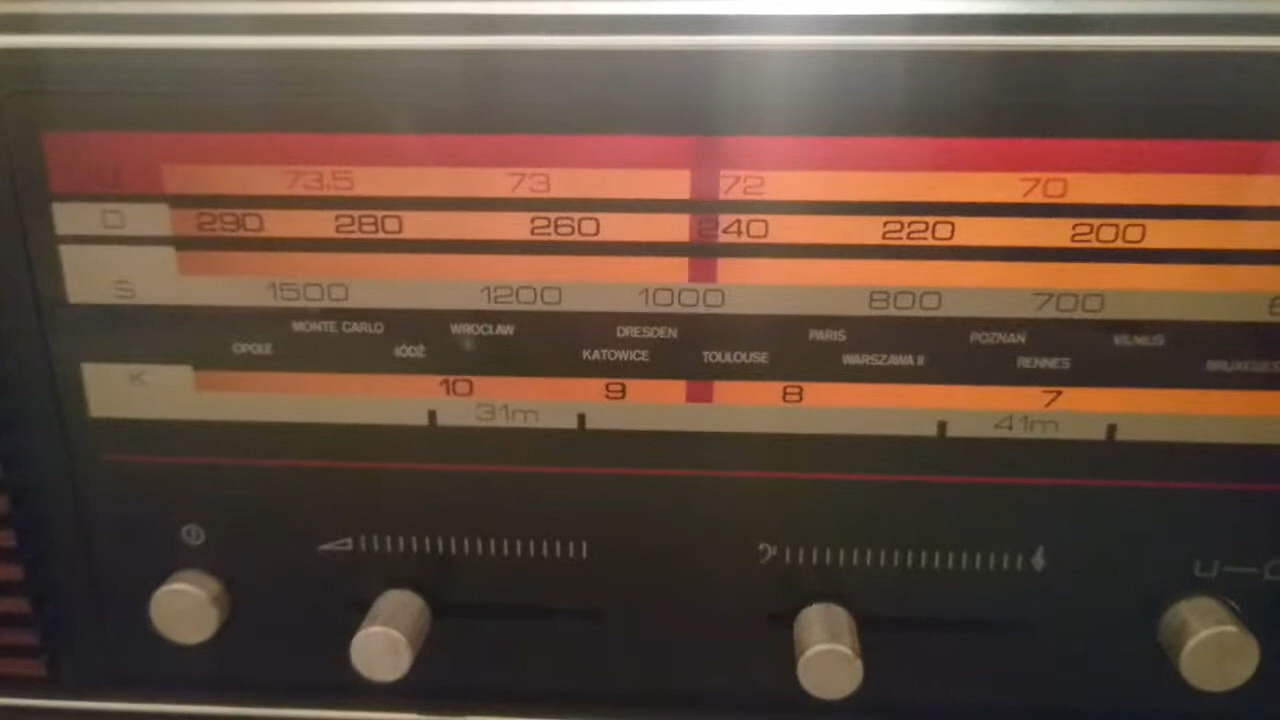 U 73,5 73 72 70
D 290 280 260 240 220 200
S 1500 1200 1000 800 700
MONTE CARLO WROCŁAW DRESDEN PARIS POZNAŃ VILNIUS
OPOLE ŁÓDŹ KATOWICE TOULOUSE WARSZAWA II RENNES
K 10 9 8 7
31m 41m